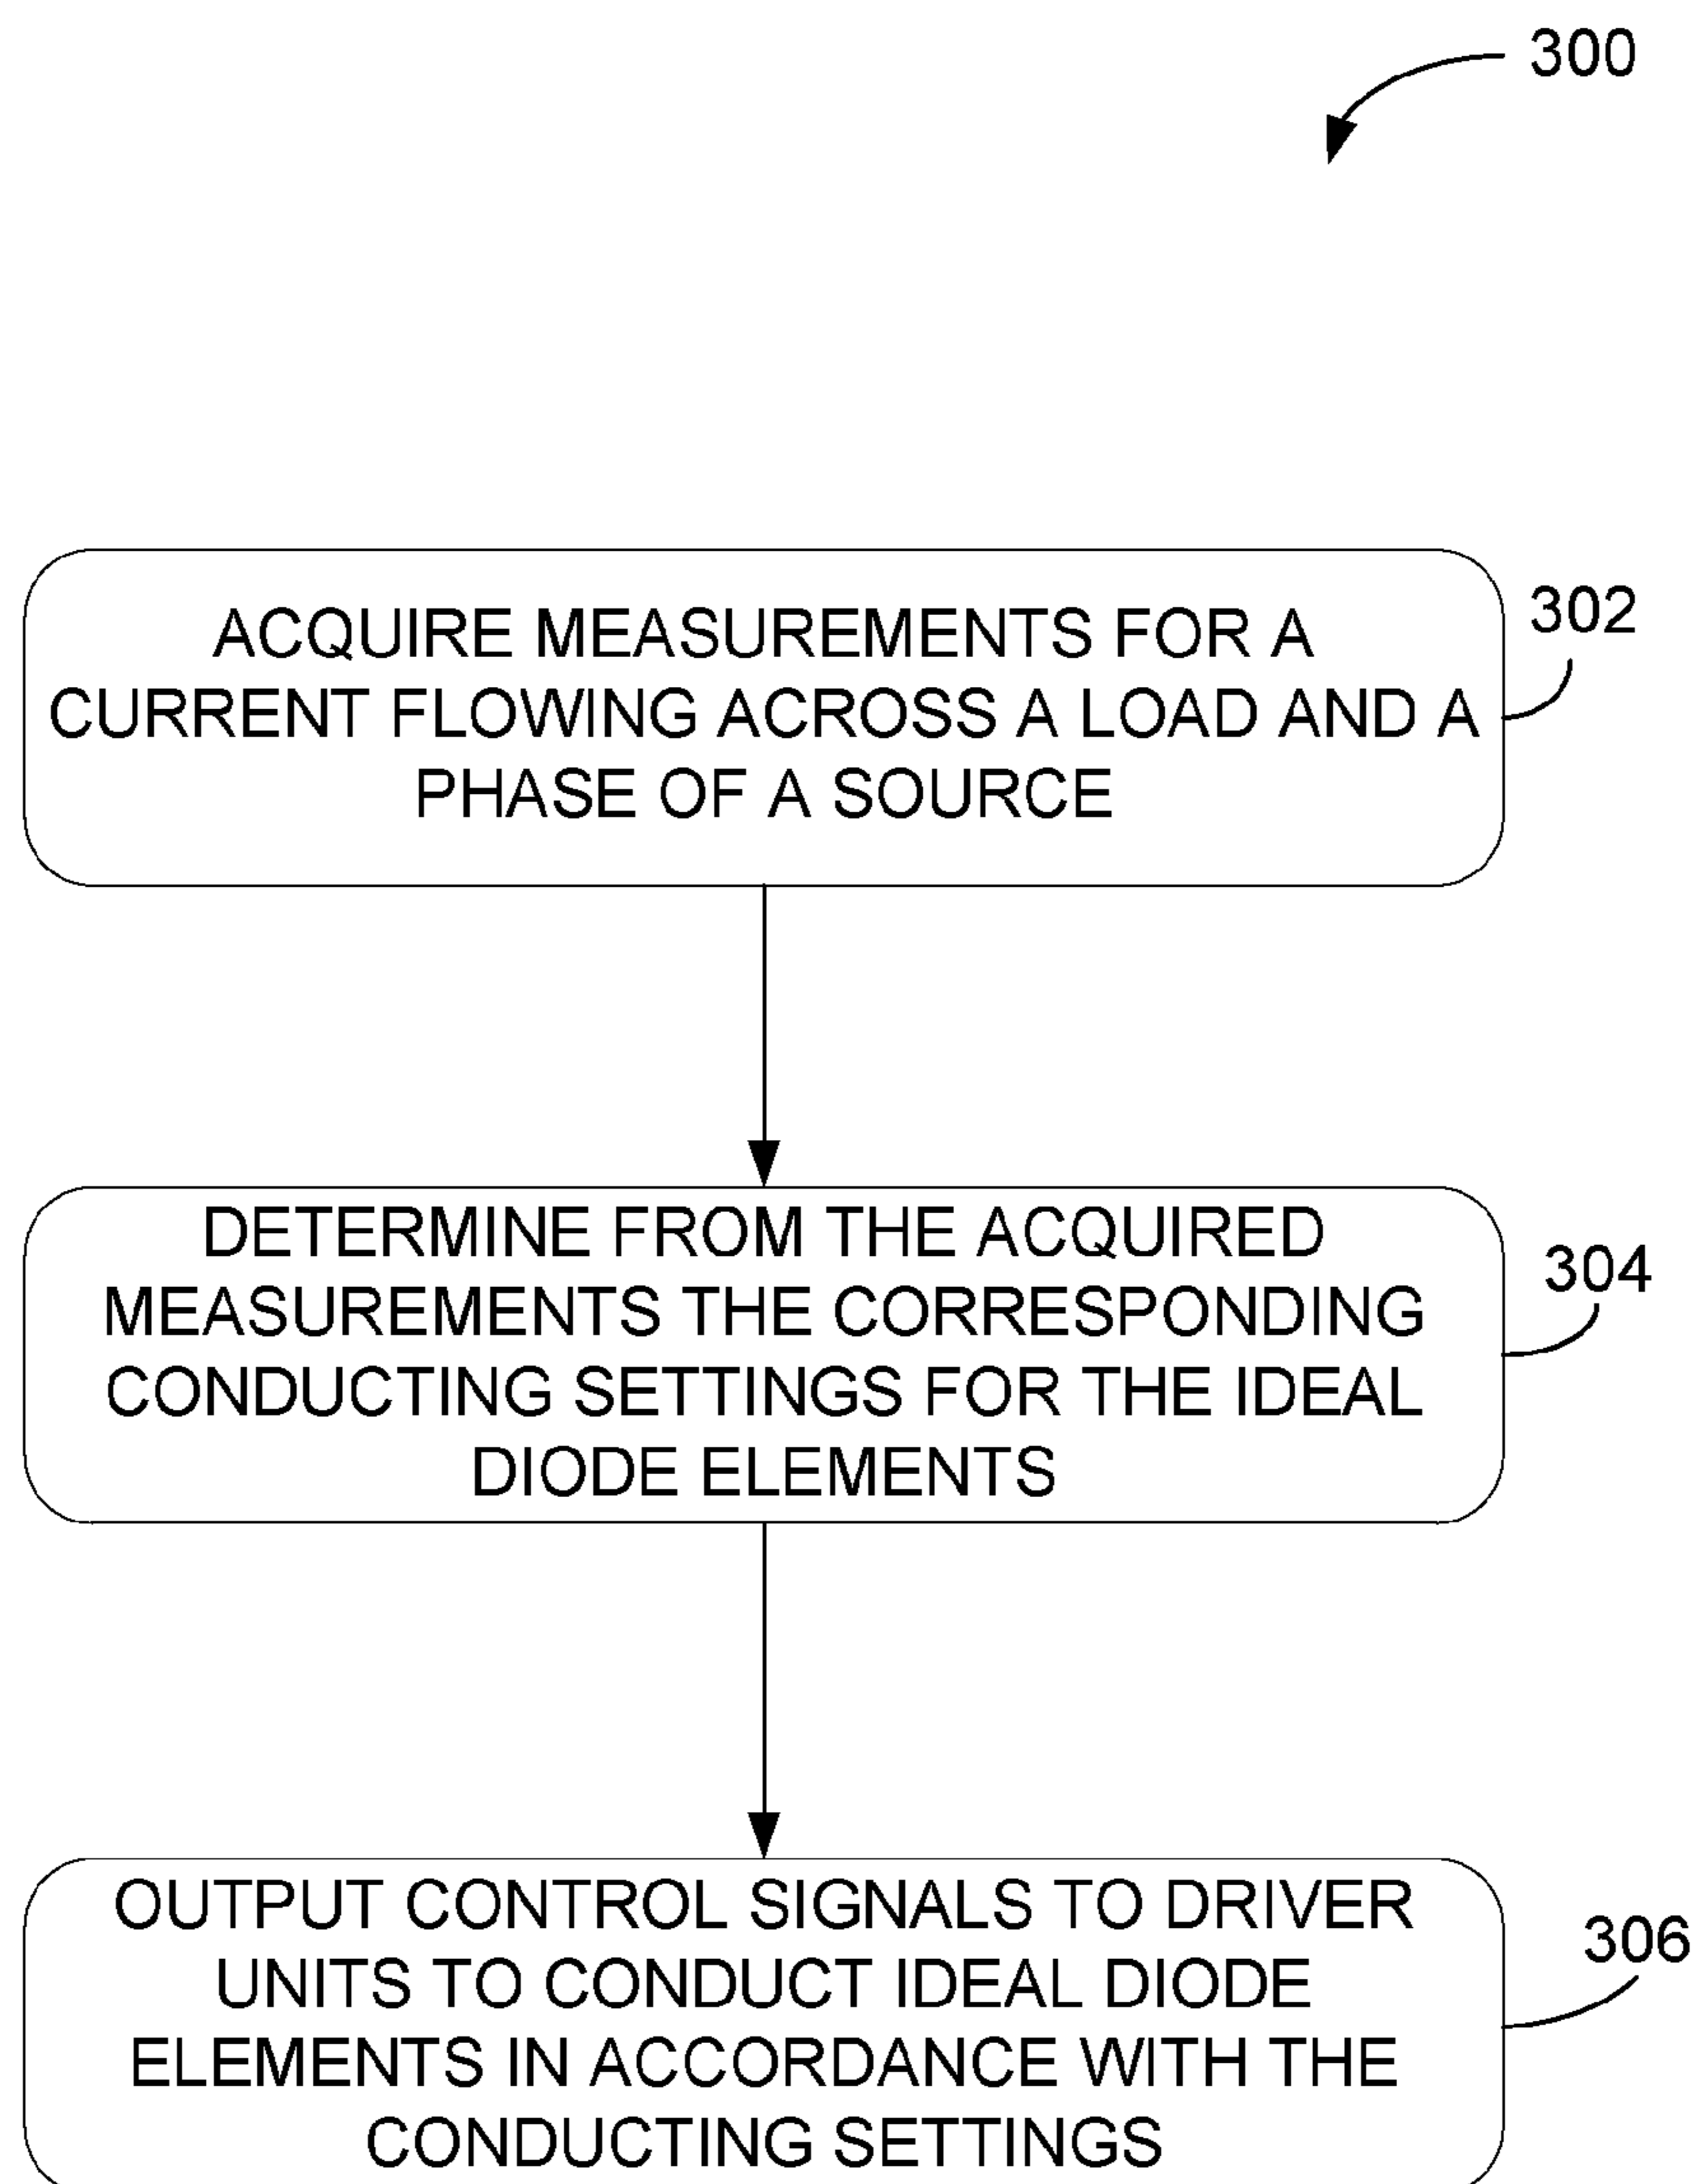 300
ACQUIRE MEASUREMENTS FOR A
CURRENT FLOWING ACROSS A LOAD AND A
PHASE OF A SOURCE
302
DETERMINE FROM THE ACQUIRED
MEASUREMENTS THE CORRESPONDING
CONDUCTING SETTINGS FOR THE IDEAL
DIODE ELEMENTS
304
OUTPUT CONTROL SIGNALS TO DRIVER
UNITS TO CONDUCT IDEAL DIODE
ELEMENTS IN ACCORDANCE WITH THE
CONDUCTING SETTINGS
306